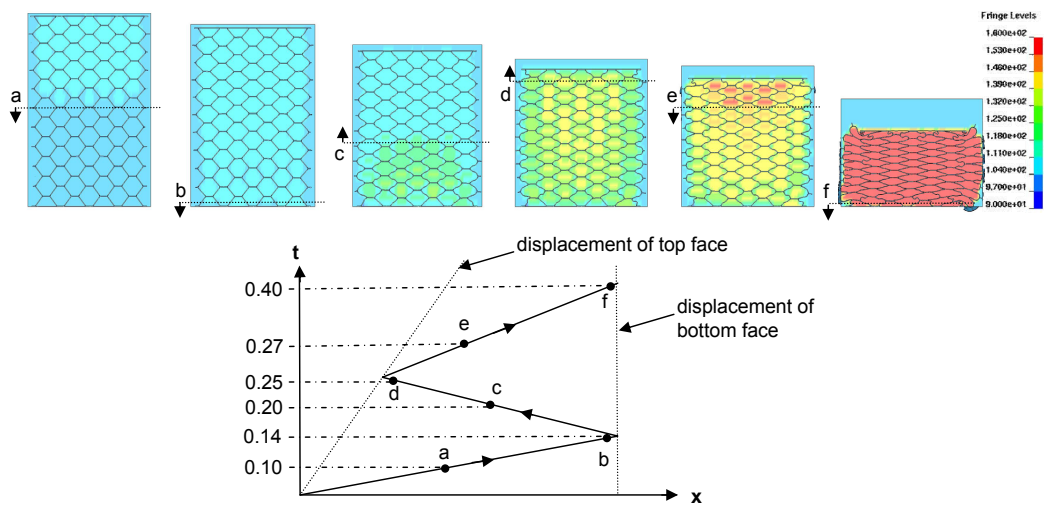 a
b
c
d
e
f
Fringe Levels
1.600e+02
1.530e+02
1.460e+02
1.390e+02
1.320e+02
1.250e+02
1.180e+02
1.110e+02
1.040e+02
9.700e+01
9.000e+01
t
displacement of top face
displacement of
bottom face
0.40
0.27
0.25
0.20
0.14
0.10
f
e
d
c
b
a
x